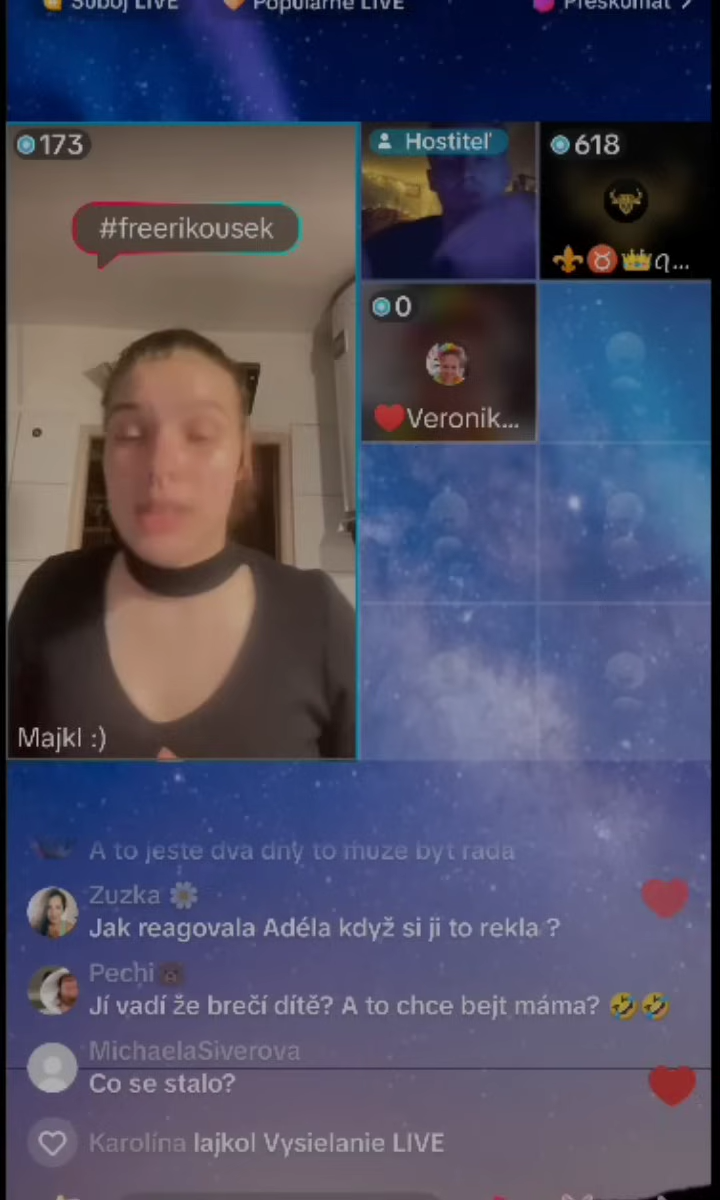 Súboj LIVE
Populárne LIVE
Preskúmať
173
Hostiteľ
618
#freerikousek
q...
0
Veronik...
Majkl :)
A to jeste dva dny to muze byt rada
Zuzka
Jak reagovala Adéla když si ji to rekla ?
Pechi
Jí vadí že brečí dítě? A to chce bejt máma? 🤣🤣
MichaelaSiverova
Co se stalo?
Karolína lajkol Vysielanie LIVE